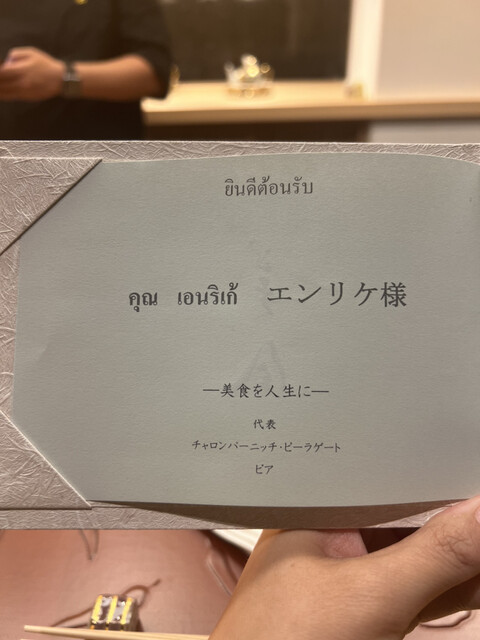 ยินดีต้อนรับ
คุณ เอนริเก้ エンリケ様
―美食を人生に―
代表
チャロンパーニッチ・ピーラゲート
ピア